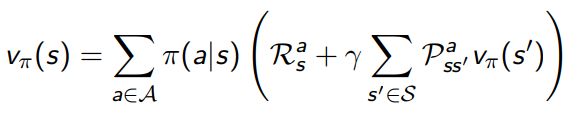 v_π(s) = ∑_{a∈𝒜} π(a|s) ( ℛ_s^a + γ ∑_{s′∈𝒮} 𝒫_{ss′}^a v_π(s′) )